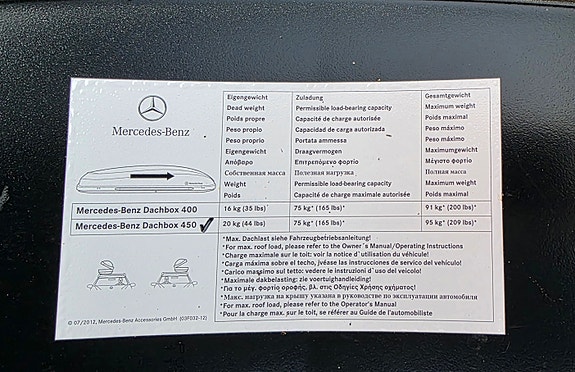 Mercedes-Benz
Eigengewicht Zuladung Gesamtgewicht
Dead weight Permissible load-bearing capacity Maximum weight
Poids propre Capacité de charge autorisée Poids maximal
Peso propio Capacidad de carga autorizada Peso máximo
Peso proprio Portata ammessa Peso máximo
Eigengewicht Draagvermogen Maximumgewicht
Απόβαρο Επιτρεπόμενο φορτίο Μέγιστο φορτίο
Собственная масса Полезная нагрузка Полная масса
Weight Permissible load-bearing capacity Maximum weight
Poids Capacité de charge maximale autorisée Poids maximal
Mercedes-Benz Dachbox 400 16 kg (35 lbs) 75 kg* (165 lbs)* 91 kg* (200 lbs)*
Mercedes-Benz Dachbox 450 20 kg (44 lbs) 75 kg* (165 lbs)* 95 kg* (209 lbs)*
*Max. Dachlast siehe Fahrzeugbetriebsanleitung!
*For max. roof load, please refer to the Owner´s Manual/Operating Instructions
*Charge maximale sur le toit: voir la notice d´utilisation du véhicule!
*Carga máxima sobre el techo, ¡véase las instrucciones de servicio del vehículo!
*Carico massimo sul tetto: vedere le istruzioni d´uso del veicolo!
*Maximale dakbelasting: zie voertuighandleiding!
*Για το μέγ. φορτίο οροφής, βλ. στις Οδηγίες Χρήσης οχήματος!
*Макс. нагрузка на крышу указана в руководстве по эксплуатации автомобиля
*For max. roof load, please refer to the Operator's Manual
*Pour la charge max. sur le toit, se référer au Guide de l'automobiliste
© 07/2012, Mercedes-Benz Accessories GmbH (03F032-12)